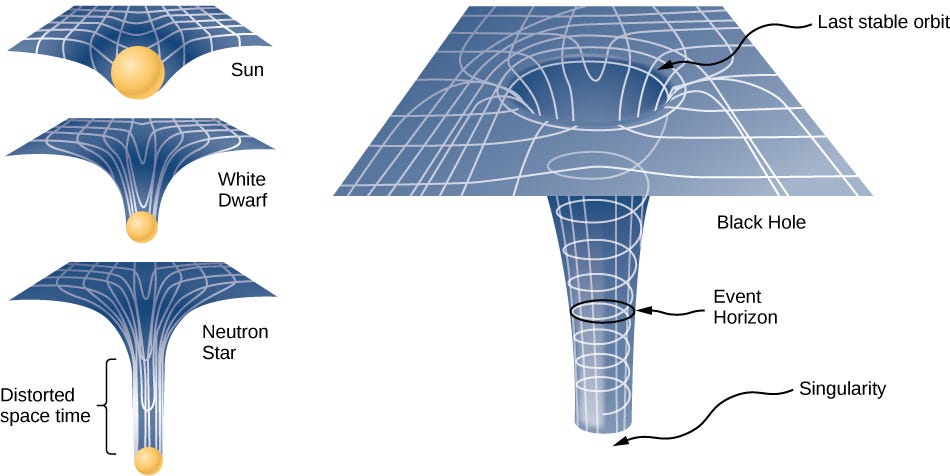 Sun
White
Dwarf
Neutron
Star
Distorted
space time
Last stable orbit
Black Hole
Event
Horizon
Singularity